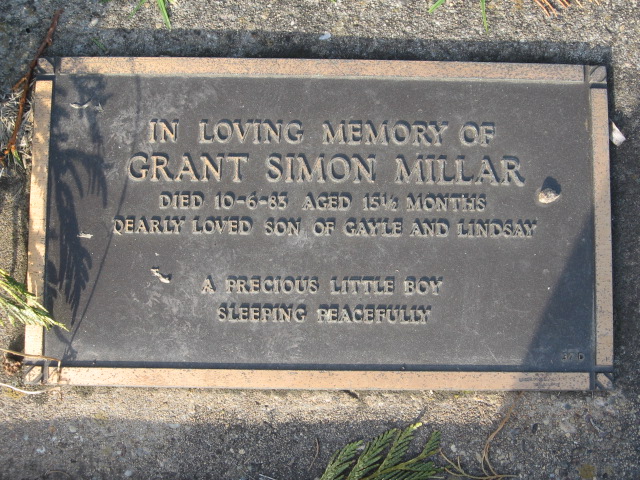 IN LOVING MEMORY OF
GRANT SIMON MILLAR
DIED 10-6-85 AGED 15½ MONTHS
DEARLY LOVED SON OF GAYLE AND LINDSAY
A PRECIOUS LITTLE BOY
SLEEPING PEACEFULLY